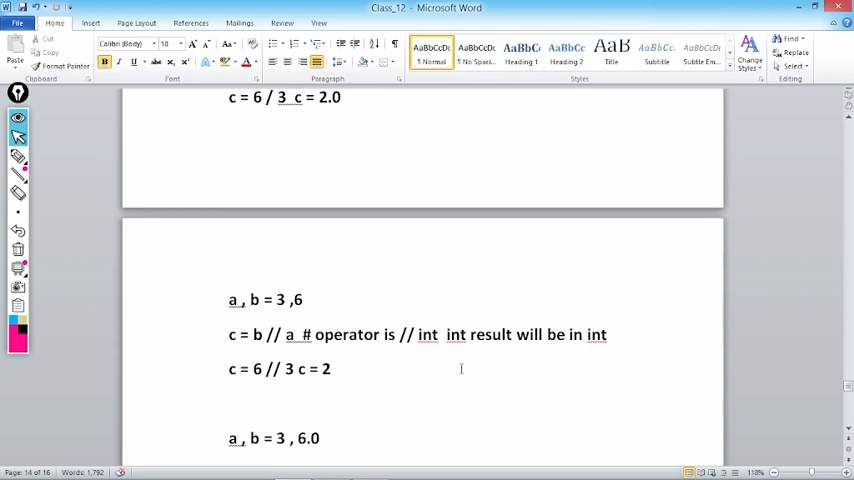 Class_12 - Microsoft Word
File Home Insert Page Layout References Mailings Review View
Paste Cut Copy Format Painter Clipboard
Calibri (Body) 18 Font
Paragraph
AaBbCcDc ¶ Normal AaBbCcDc ¶ No Spaci... AaBbC Heading 1 AaBbCc Heading 2 AaB Title AaBbCc. Subtitle AaBbCcDc Subtle Em... Styles
Change Styles
Find Replace Select Editing
c = 6 / 3 c = 2.0
a , b = 3 ,6
c = b // a # operator is // int int result will be in int
c = 6 // 3 c = 2
a , b = 3 , 6.0
Page: 14 of 16 Words: 1,792 118%